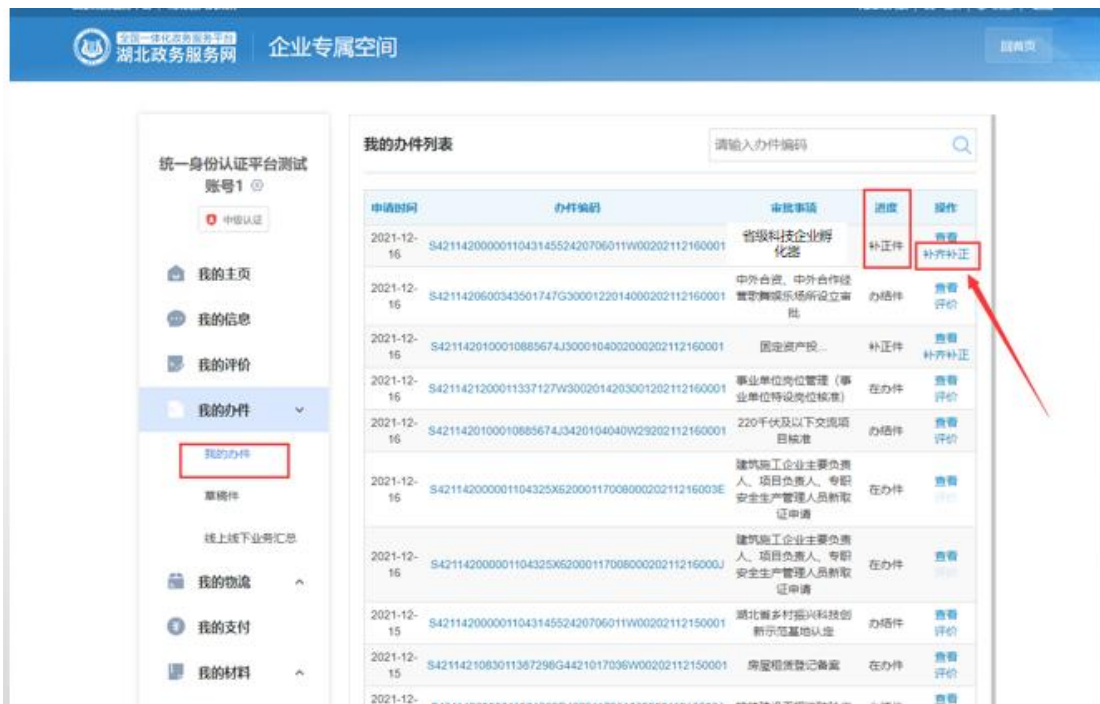 全国一体化政务服务平台
湖北政务服务网
企业专属空间
回首页
统一身份认证平台测试
账号1
中级认证
我的主页
我的信息
我的评价
我的办件
我的办件
草稿件
线上线下业务汇总
我的物流
我的支付
我的材料
我的办件列表
请输入办件编码
申请时间 办件编码 审批事项 进度 操作
2021-12-
16
S42114200000110431455242070601​1W00202112160001
省级科技企业孵
化器
补正件
查看
补齐补正
2021-12-
16
S4211420600343501747G3000122014000202112160001
中外合资、中外合作经
营歌舞娱乐场所设立审
批
办结件
查看
评价
2021-12-
16
S4211420100010885674J3000104002000202112160001
固定资产投...
补正件
查看
补齐补正
2021-12-
16
S4211421200011337127W3002014203001202112160001
事业单位岗位管理（事
业单位特设岗位核准）
在办件
查看
评价
2021-12-
16
S4211420100010885674J3420104040W29202112160001
220千伏及以下交流项
目核准
办结件
查看
评价
2021-12-
16
S421142000001104325X6200011700800020211216003E
建筑施工企业主要负责
人、项目负责人、专职
安全生产管理人员新取
证申请
在办件
查看
评价
2021-12-
16
S421142000001104325X6200011700800020211216000J
建筑施工企业主要负责
人、项目负责人、专职
安全生产管理人员新取
证申请
在办件
查看
2021-12-
15
S4211420000011043145524207060​11W00202112150001
湖北省乡村振兴科技创
新示范基地认定
办结件
查看
评价
2021-12-
15
S4211421083011387298G4421017036W00202112150001
房屋租赁登记备案
在办件
查看
评价
2021-12-
查看